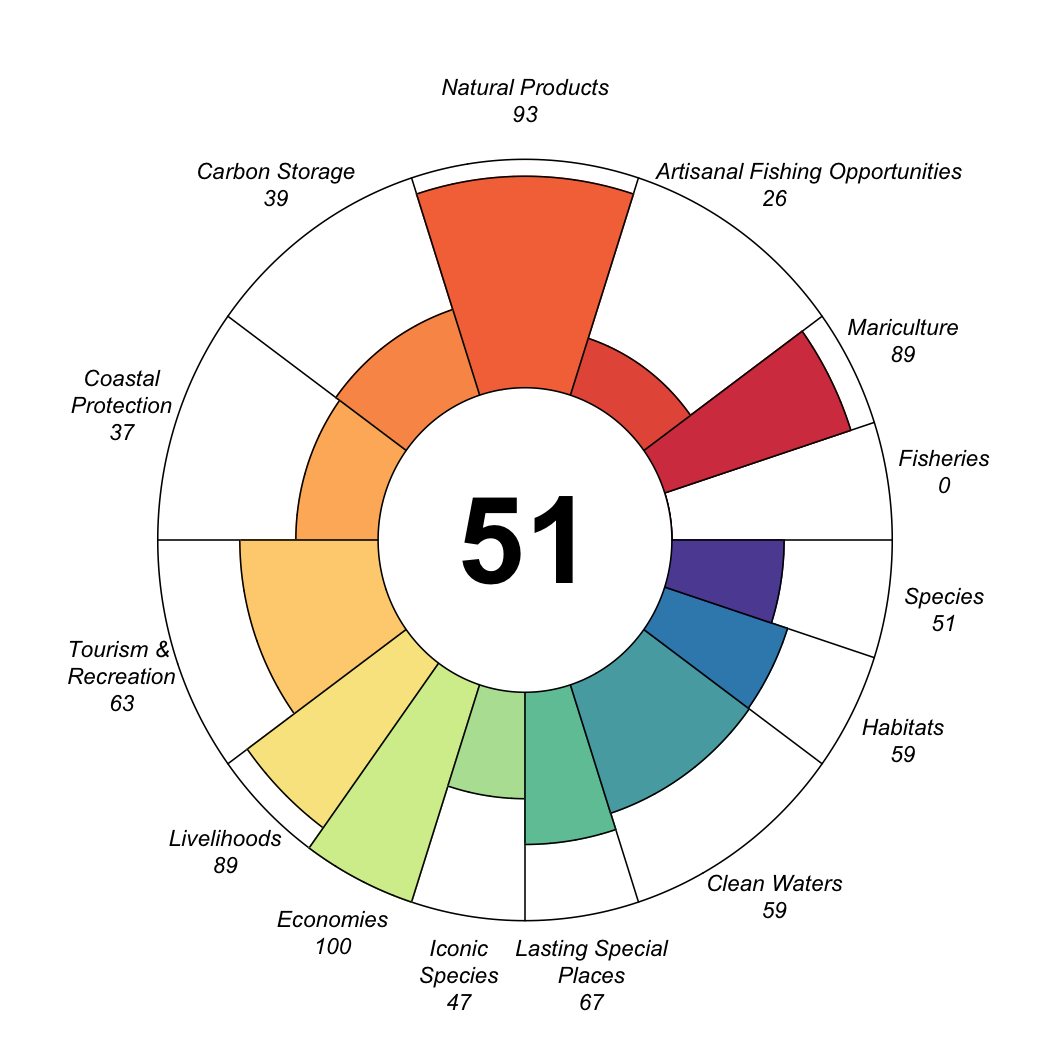 Natural Products
93
Carbon Storage
39
Artisanal Fishing Opportunities
26
Mariculture
89
Coastal
Protection
37
Fisheries
0
51
Species
51
Tourism &
Recreation
63
Habitats
59
Livelihoods
89
Clean Waters
59
Economies
100
Iconic
Species
47
Lasting Special
Places
67